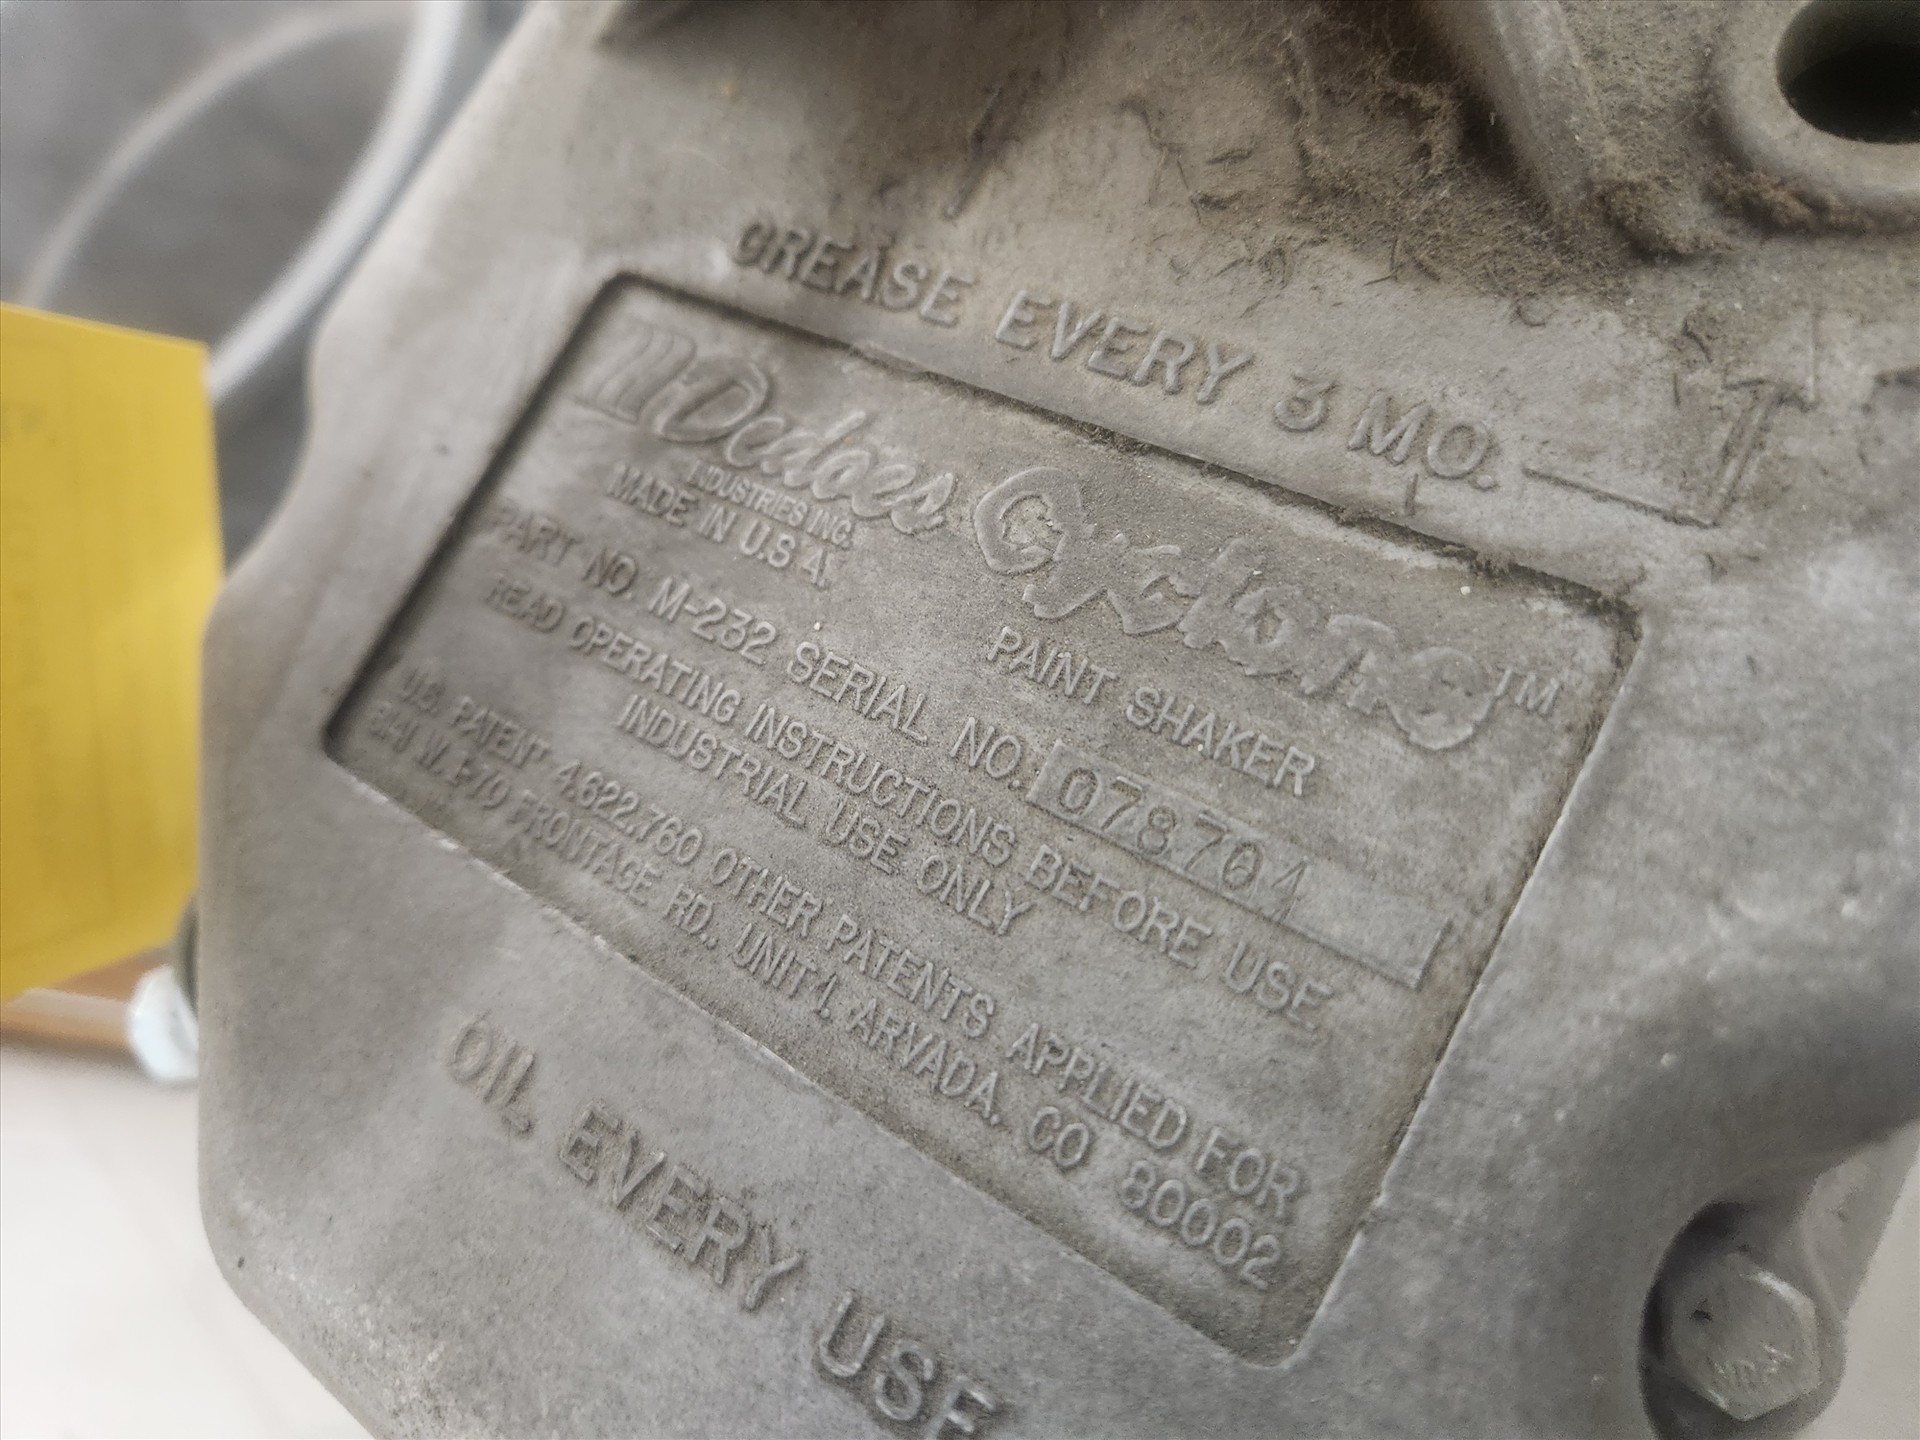 GREASE EVERY 3 MO.
Dedoes Cyclone™
INDUSTRIES INC.
MADE IN U.S.A.
PAINT SHAKER
PART NO. M-232 SERIAL NO. 078704
READ OPERATING INSTRUCTIONS BEFORE USE.
INDUSTRIAL USE ONLY
U.S. PATENT 4,622,760 OTHER PATENTS APPLIED FOR
W. I-70 FRONTAGE RD., UNIT 1, ARVADA, CO 80002
OIL EVERY USE